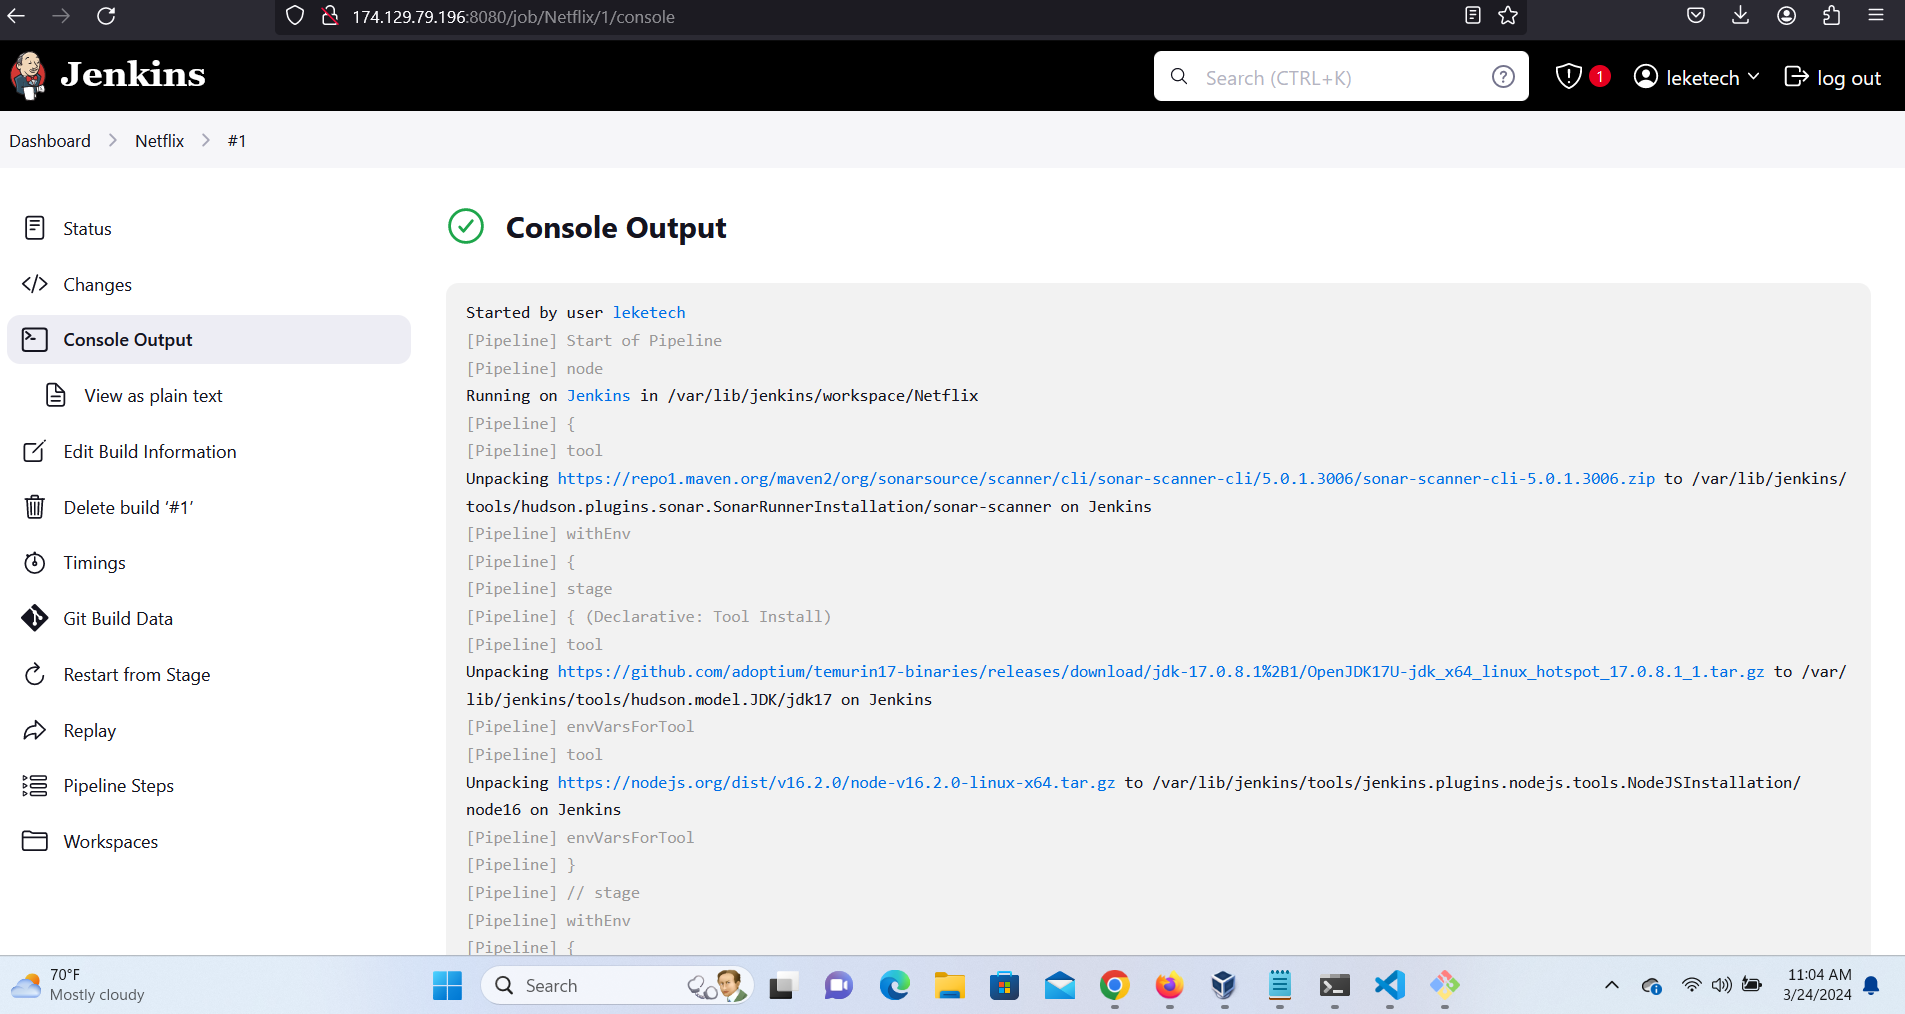 174.129.79.196:8080/job/Netflix/1/console
Jenkins
Search (CTRL+K)
1
leketech
log out
Dashboard
Netflix
#1
Status
Changes
Console Output
View as plain text
Edit Build Information
Delete build ‘#1’
Timings
Git Build Data
Restart from Stage
Replay
Pipeline Steps
Workspaces
Console Output
Started by user leketech
[Pipeline] Start of Pipeline
[Pipeline] node
Running on Jenkins in /var/lib/jenkins/workspace/Netflix
[Pipeline] {
[Pipeline] tool
Unpacking https://repo1.maven.org/maven2/org/sonarsource/scanner/cli/sonar-scanner-cli/5.0.1.3006/sonar-scanner-cli-5.0.1.3006.zip to /var/lib/jenkins/
tools/hudson.plugins.sonar.SonarRunnerInstallation/sonar-scanner on Jenkins
[Pipeline] withEnv
[Pipeline] {
[Pipeline] stage
[Pipeline] { (Declarative: Tool Install)
[Pipeline] tool
Unpacking https://github.com/adoptium/temurin17-binaries/releases/download/jdk-17.0.8.1%2B1/OpenJDK17U-jdk_x64_linux_hotspot_17.0.8.1_1.tar.gz to /var/
lib/jenkins/tools/hudson.model.JDK/jdk17 on Jenkins
[Pipeline] envVarsForTool
[Pipeline] tool
Unpacking https://nodejs.org/dist/v16.2.0/node-v16.2.0-linux-x64.tar.gz to /var/lib/jenkins/tools/jenkins.plugins.nodejs.tools.NodeJSInstallation/
node16 on Jenkins
[Pipeline] envVarsForTool
[Pipeline] }
[Pipeline] // stage
[Pipeline] withEnv
[Pipeline] {
70°F
Mostly cloudy
Search
11:04 AM
3/24/2024